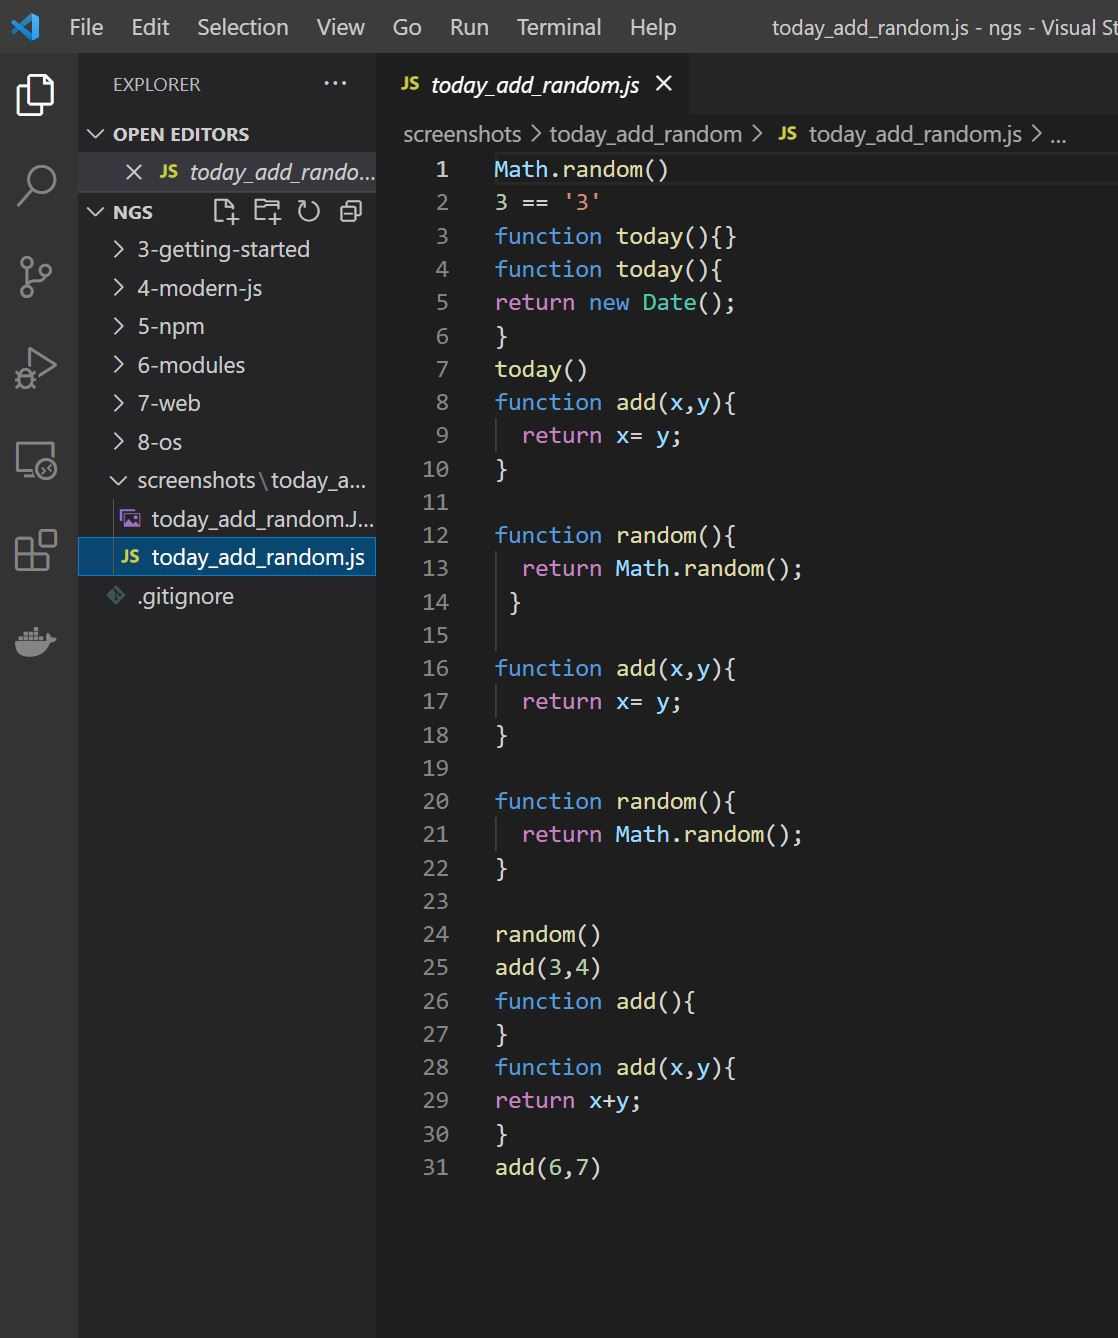 File Edit Selection View Go Run Terminal Help today_add_random.js - ngs - Visual
EXPLORER ...
OPEN EDITORS
JS today_add_rando...
NGS
3-getting-started
4-modern-js
5-npm
6-modules
7-web
8-os
screenshots\today_a...
today_add_random.J...
JS today_add_random.js
.gitignore
JS today_add_random.js
screenshots > today_add_random > JS today_add_random.js > ...
1 Math.random()
2 3 == '3'
3 function today(){}
4 function today(){
5 return new Date();
6 }
7 today()
8 function add(x,y){
9 return x= y;
10 }
11
12 function random(){
13 return Math.random();
14 }
15
16 function add(x,y){
17 return x= y;
18 }
19
20 function random(){
21 return Math.random();
22 }
23
24 random()
25 add(3,4)
26 function add(){
27 }
28 function add(x,y){
29 return x+y;
30 }
31 add(6,7)